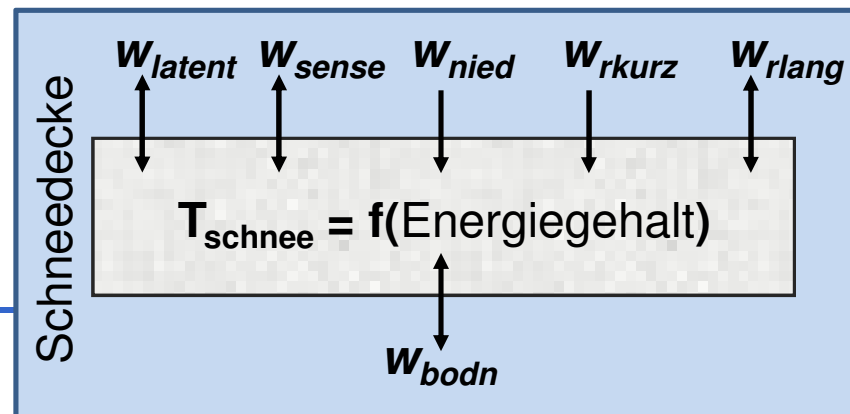 w_latent w_sense w_nied w_rkurz w_rlang
Schneedecke
T_schnee = f(Energiegehalt)
w_bodn